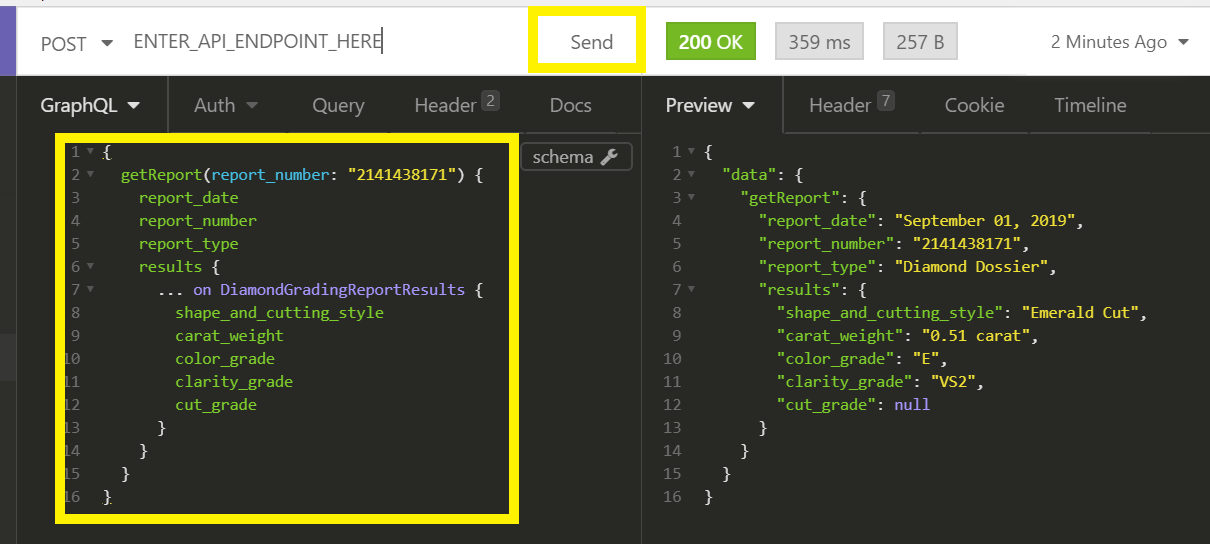 POST ENTER_API_ENDPOINT_HERE Send 200 OK 359 ms 257 B 2 Minutes Ago
GraphQL Auth Query Header 2 Docs Preview Header 7 Cookie Timeline
schema
1 {
2 getReport(report_number: "2141438171") {
3 report_date
4 report_number
5 report_type
6 results {
7 ... on DiamondGradingReportResults {
8 shape_and_cutting_style
9 carat_weight
10 color_grade
11 clarity_grade
12 cut_grade
13 }
14 }
15 }
16 }
1 {
2 "data": {
3 "getReport": {
4 "report_date": "September 01, 2019",
5 "report_number": "2141438171",
6 "report_type": "Diamond Dossier",
7 "results": {
8 "shape_and_cutting_style": "Emerald Cut",
9 "carat_weight": "0.51 carat",
10 "color_grade": "E",
11 "clarity_grade": "VS2",
12 "cut_grade": null
13 }
14 }
15 }
16 }